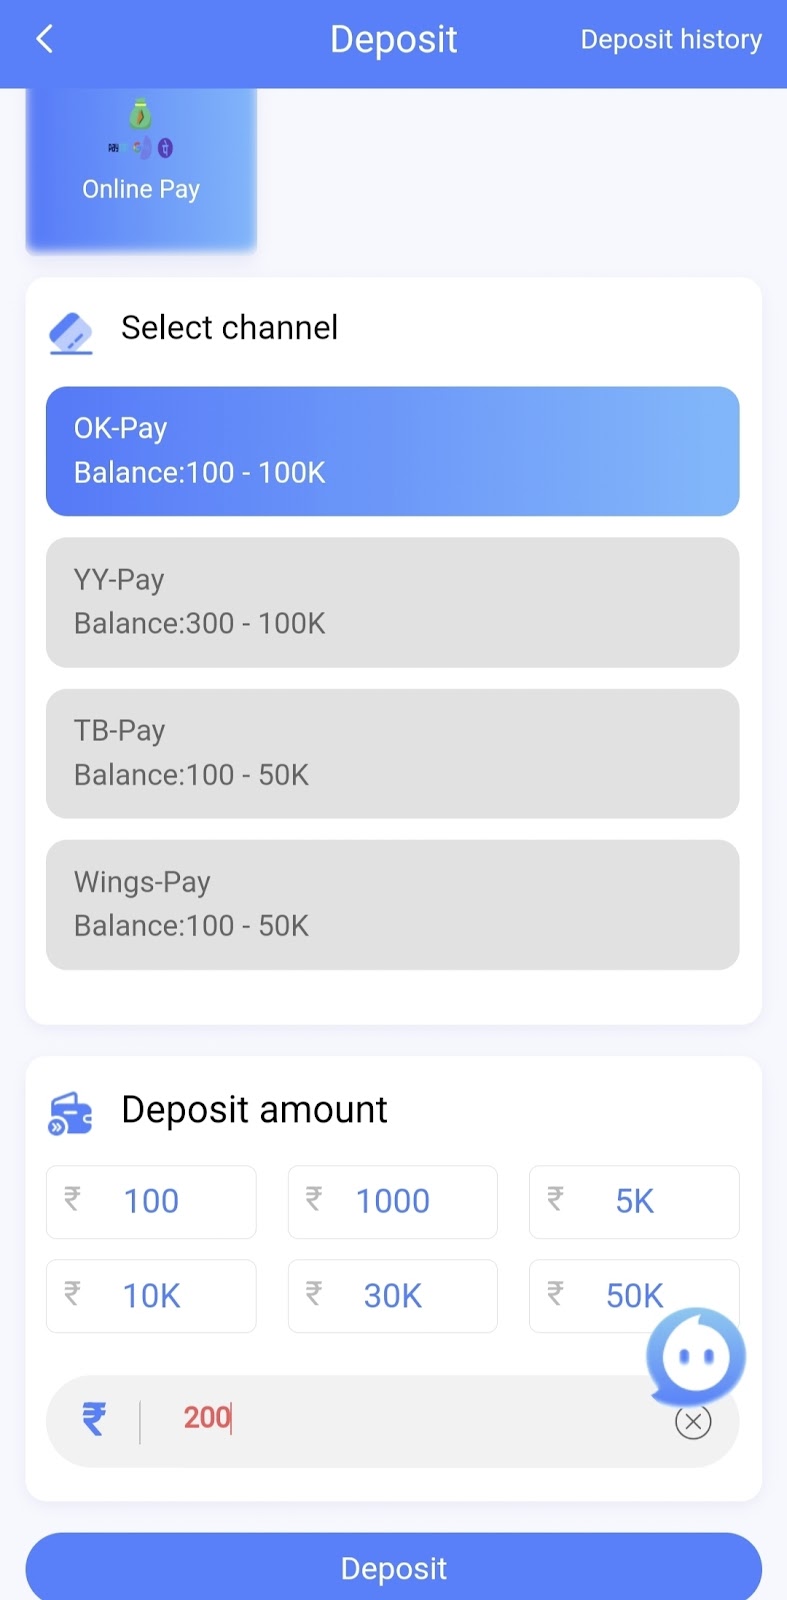 Deposit
Deposit history
Online Pay
Select channel
OK-Pay
Balance:100 - 100K
YY-Pay
Balance:300 - 100K
TB-Pay
Balance:100 - 50K
Wings-Pay
Balance:100 - 50K
Deposit amount
₹ 100
₹ 1000
₹ 5K
₹ 10K
₹ 30K
₹ 50K
₹ 200
Deposit